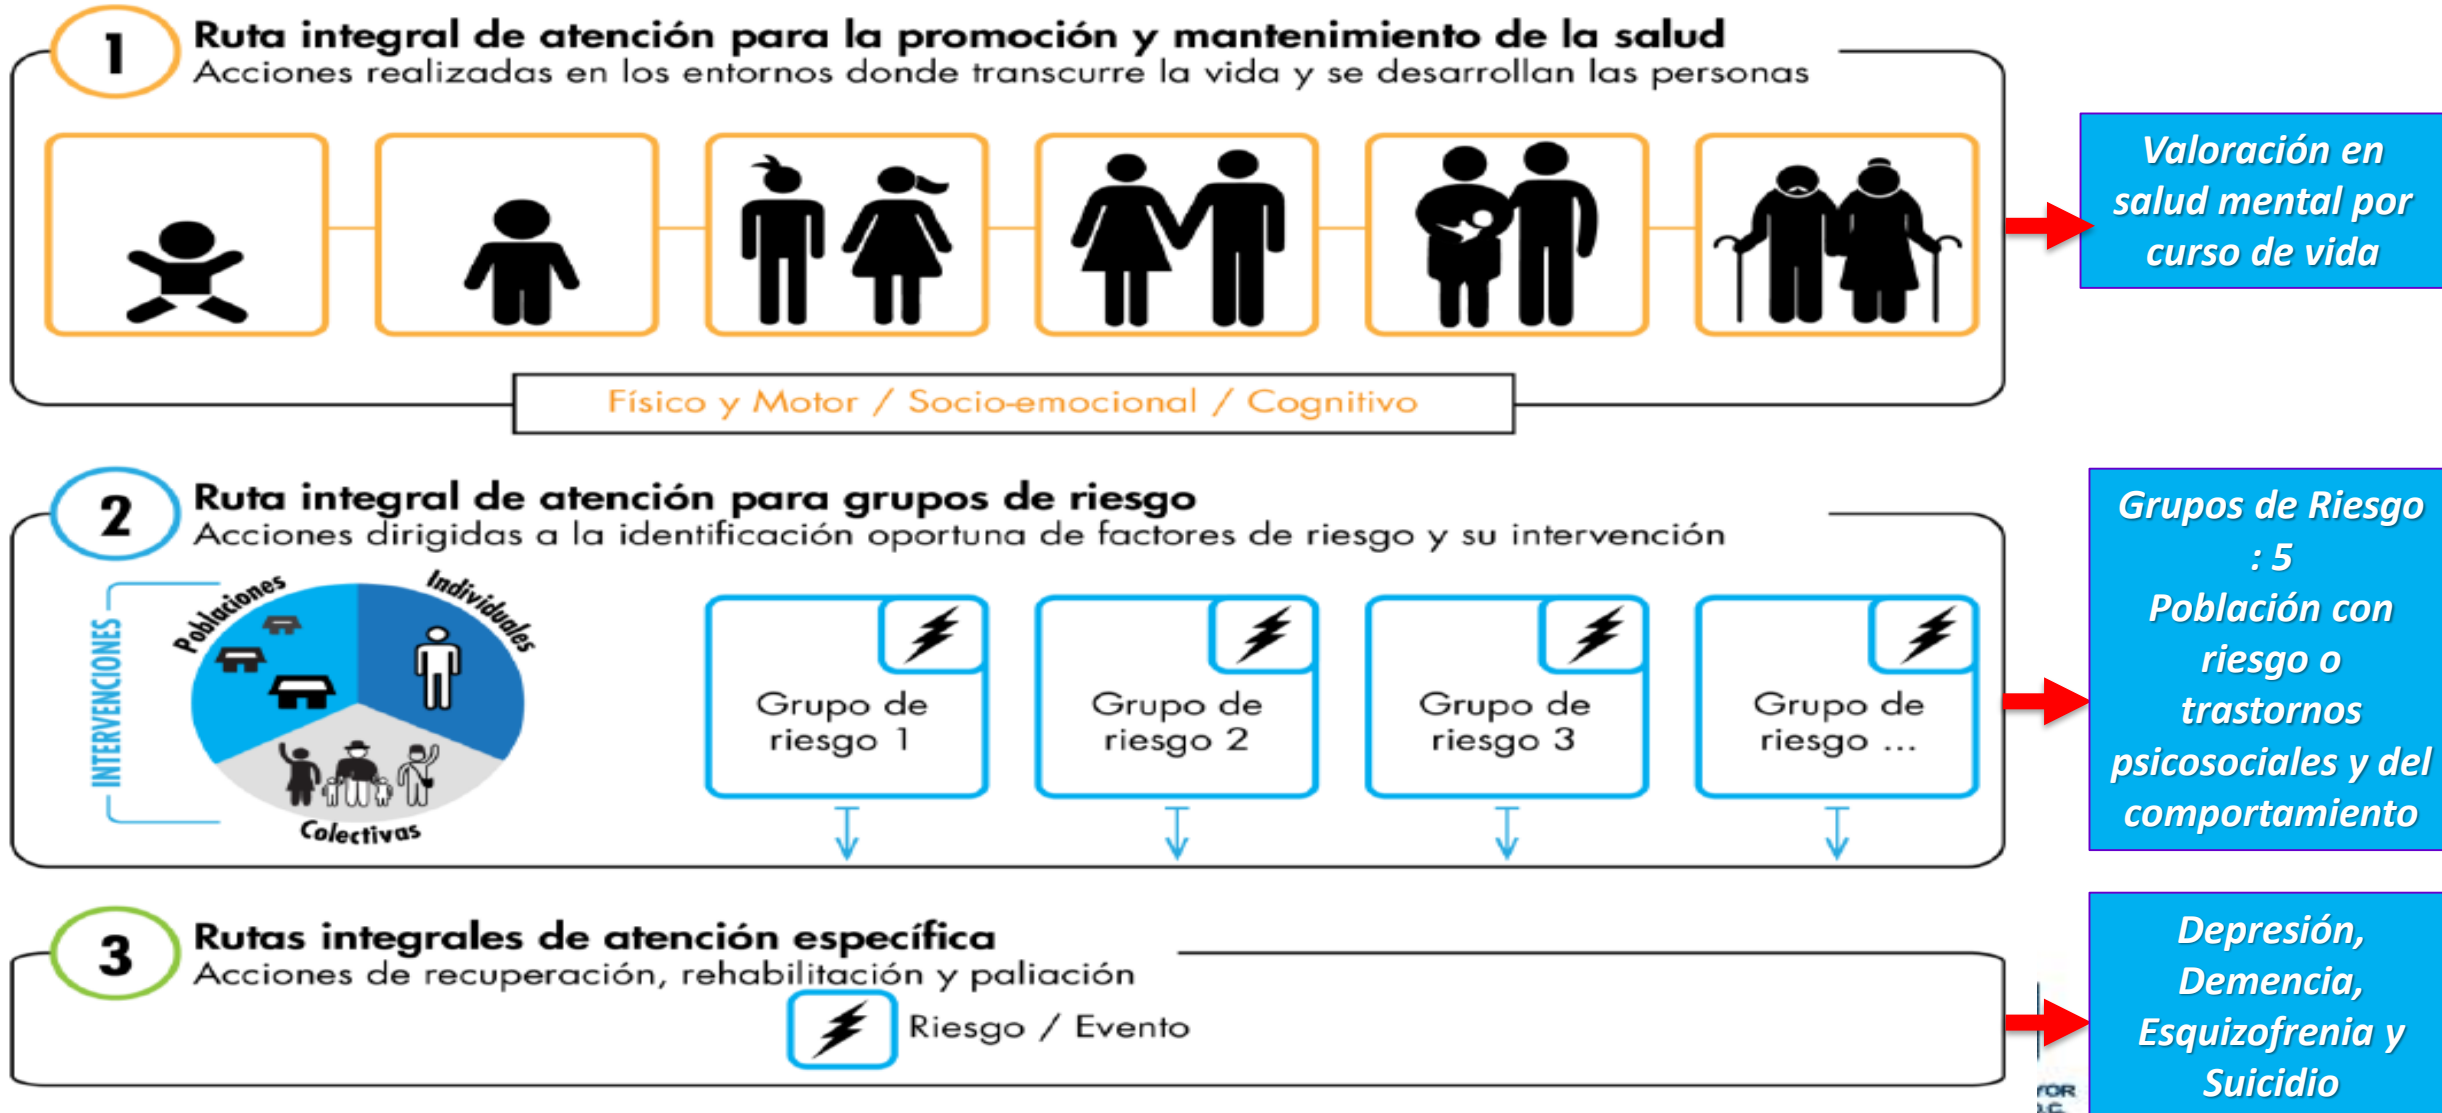 1
Ruta integral de atención para la promoción y mantenimiento de la salud
Acciones realizadas en los entornos donde transcurre la vida y se desarrollan las personas
Físico y Motor / Socio-emocional / Cognitivo
Valoración en
salud mental por
curso de vida
2
Ruta integral de atención para grupos de riesgo
Acciones dirigidas a la identificación oportuna de factores de riesgo y su intervención
INTERVENCIONES
Poblaciones
Individuales
Colectivas
Grupo de
riesgo 1
Grupo de
riesgo 2
Grupo de
riesgo 3
Grupo de
riesgo ...
Grupos de Riesgo
: 5
Población con
riesgo o
trastornos
psicosociales y del
comportamiento
3
Rutas integrales de atención específica
Acciones de recuperación, rehabilitación y paliación
Riesgo / Evento
Depresión,
Demencia,
Esquizofrenia y
Suicidio